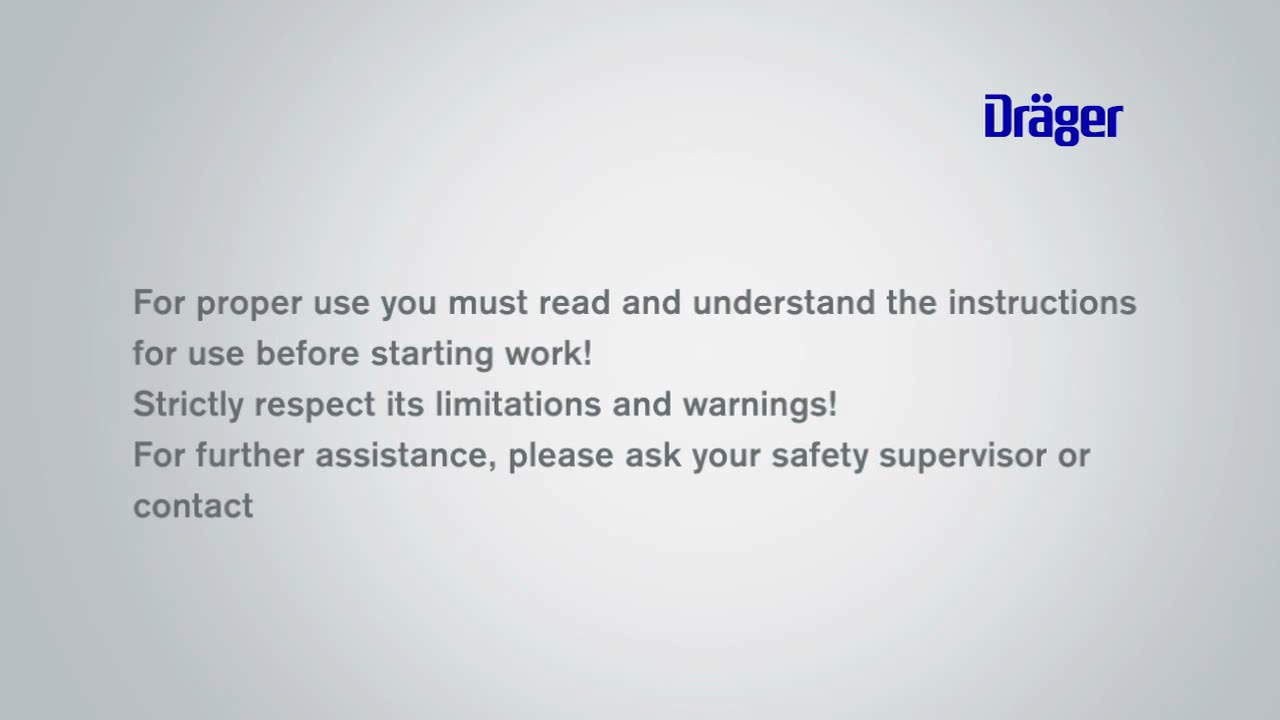 Dräger
For proper use you must read and understand the instructions
for use before starting work!
Strictly respect its limitations and warnings!
For further assistance, please ask your safety supervisor or
contact